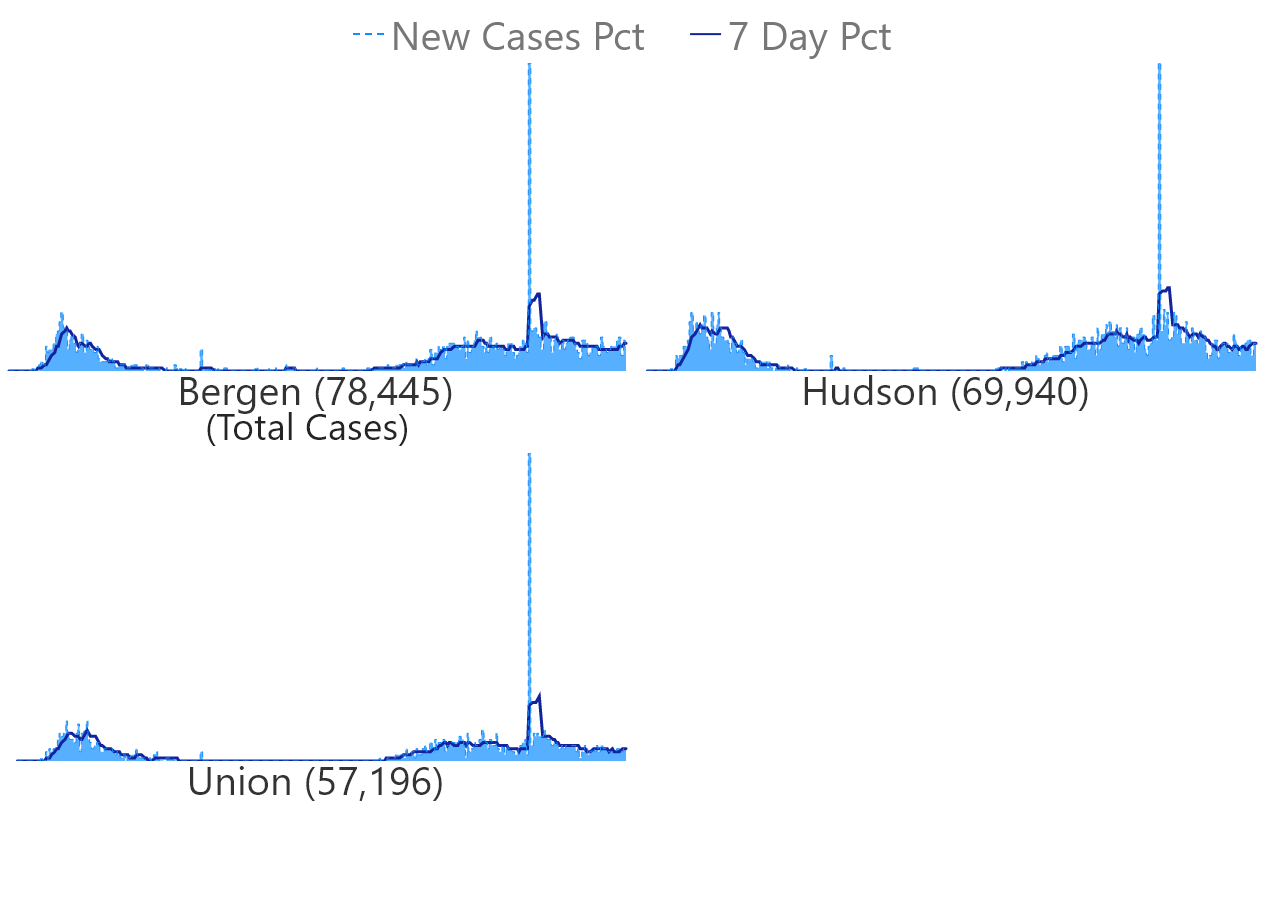 New Cases Pct 7 Day Pct
Bergen (78,445)
(Total Cases)
Hudson (69,940)
Union (57,196)